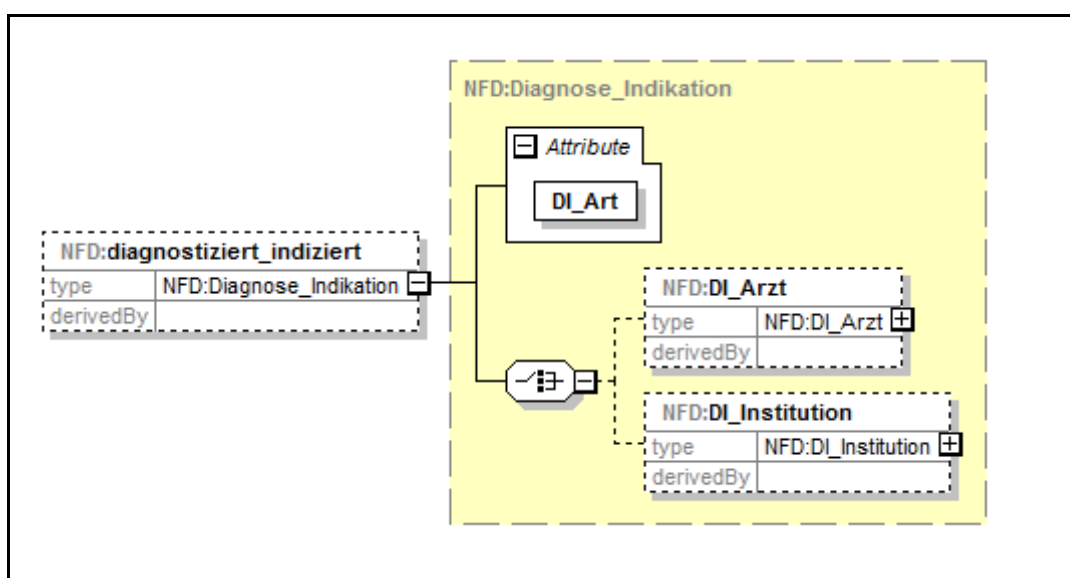 NFD:Diagnose_Indikation
Attribute
DI_Art
NFD:diagnostiziert_indiziert
type NFD:Diagnose_Indikation
derivedBy
NFD:DI_Arzt
type NFD:DI_Arzt
derivedBy
NFD:DI_Institution
type NFD:DI_Institution
derivedBy